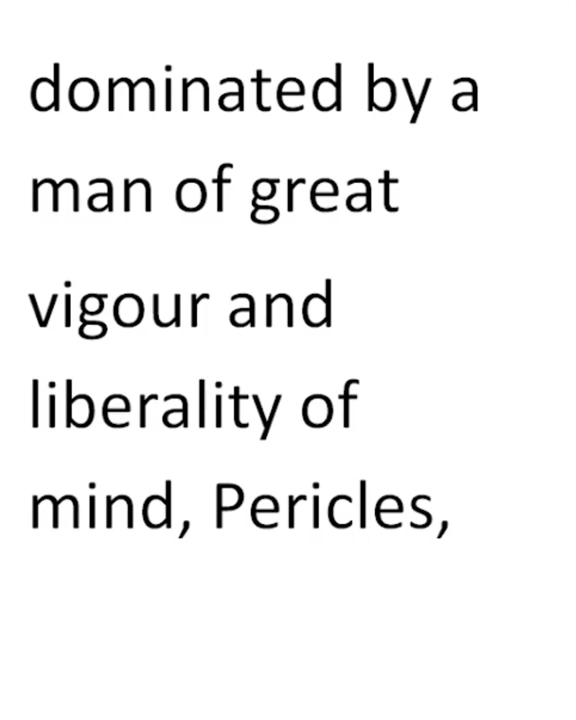 dominated by a
man of great
vigour and
liberality of
mind, Pericles,